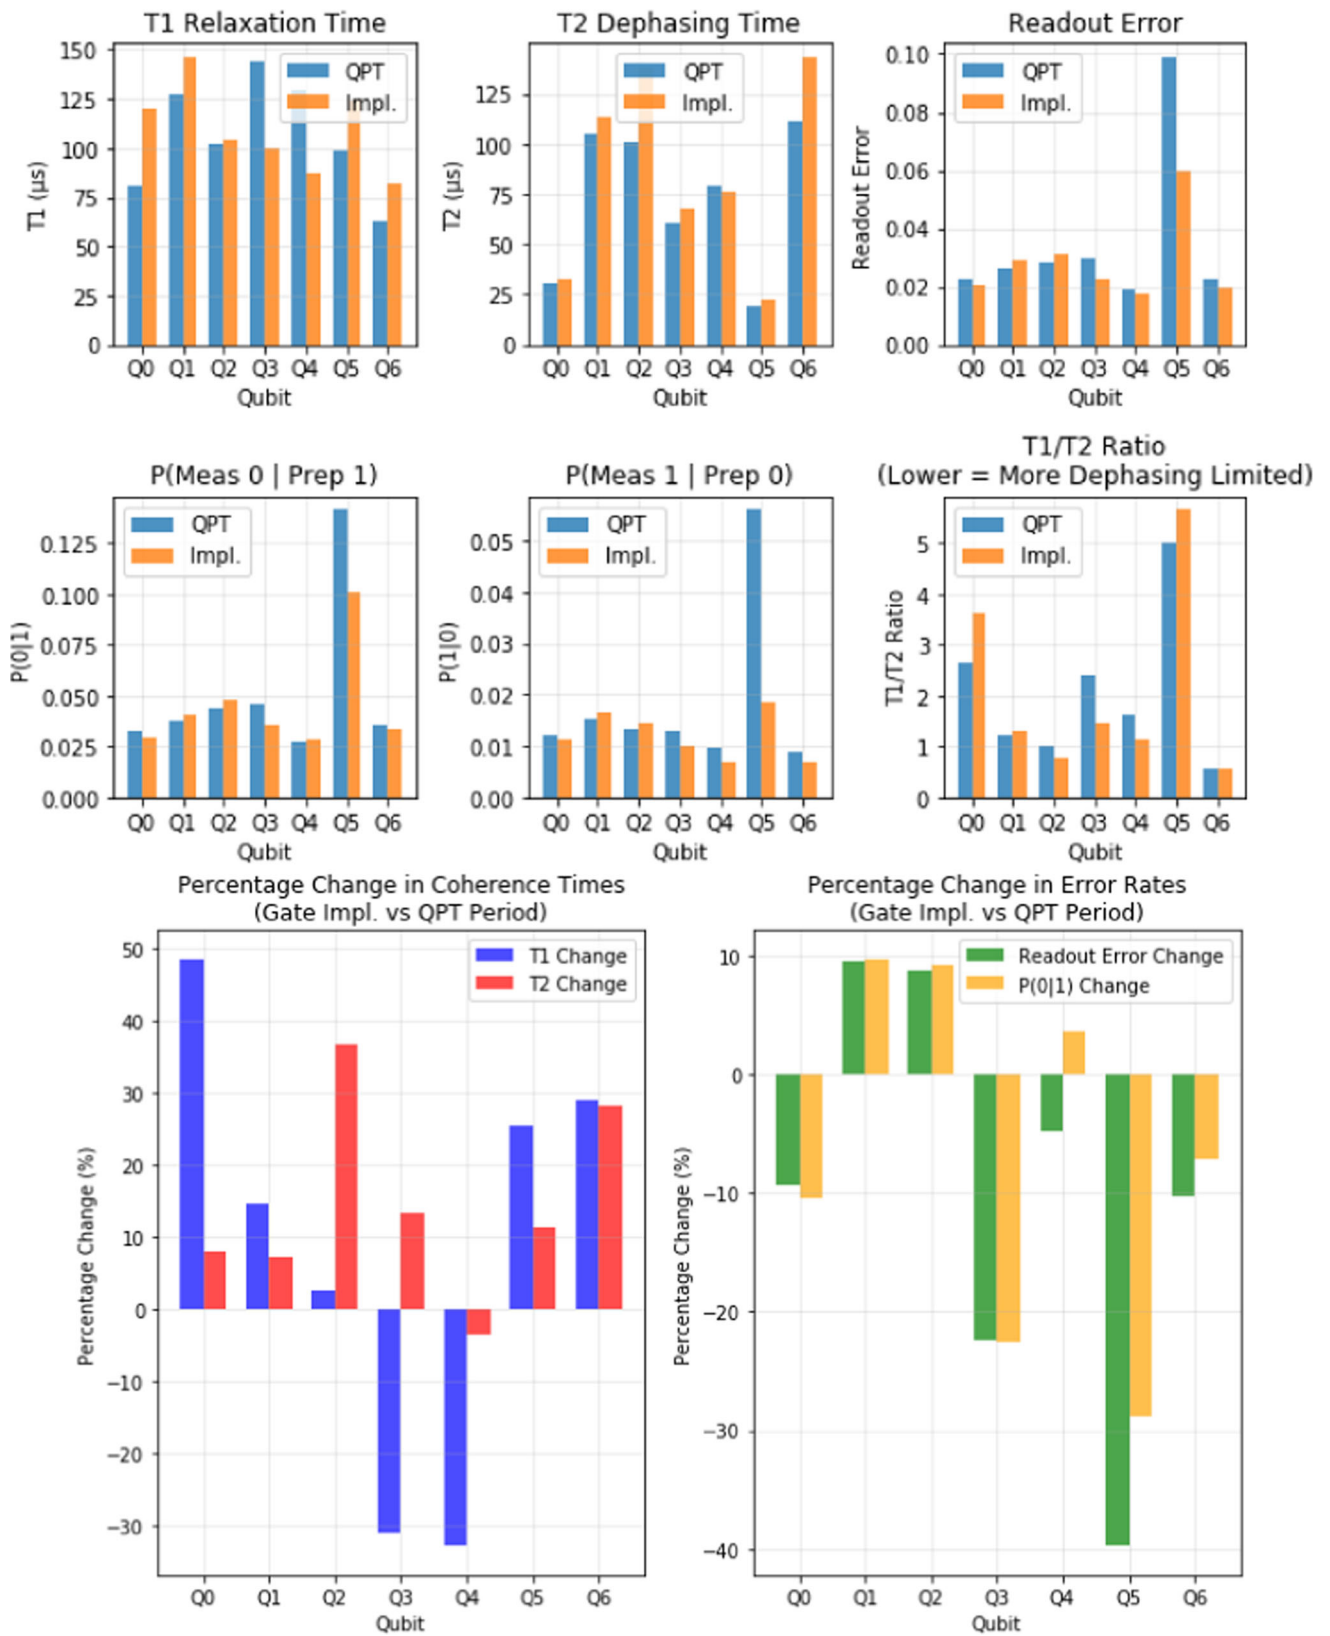 T1 Relaxation Time
150
125
100
75
50
25
0
T1 (μs)
QPT
Impl.
Q0 Q1 Q2 Q3 Q4 Q5 Q6
Qubit
T2 Dephasing Time
125
100
75
50
25
0
T2 (μs)
QPT
Impl.
Q0 Q1 Q2 Q3 Q4 Q5 Q6
Qubit
Readout Error
0.10
0.08
0.06
0.04
0.02
0.00
Readout Error
QPT
Impl.
Q0 Q1 Q2 Q3 Q4 Q5 Q6
Qubit
P(Meas 0 | Prep 1)
0.125
0.100
0.075
0.050
0.025
0.000
P(0|1)
QPT
Impl.
Q0 Q1 Q2 Q3 Q4 Q5 Q6
Qubit
P(Meas 1 | Prep 0)
0.05
0.04
0.03
0.02
0.01
0.00
P(1|0)
QPT
Impl.
Q0 Q1 Q2 Q3 Q4 Q5 Q6
Qubit
T1/T2 Ratio
(Lower = More Dephasing Limited)
5
4
3
2
1
0
T1/T2 Ratio
QPT
Impl.
Q0 Q1 Q2 Q3 Q4 Q5 Q6
Qubit
Percentage Change in Coherence Times
(Gate Impl. vs QPT Period)
50
40
30
20
10
0
−10
−20
−30
Percentage Change (%)
T1 Change
T2 Change
Q0 Q1 Q2 Q3 Q4 Q5 Q6
Qubit
Percentage Change in Error Rates
(Gate Impl. vs QPT Period)
10
0
−10
−20
−30
−40
Percentage Change (%)
Readout Error Change
P(0|1) Change
Q0 Q1 Q2 Q3 Q4 Q5 Q6
Qubit